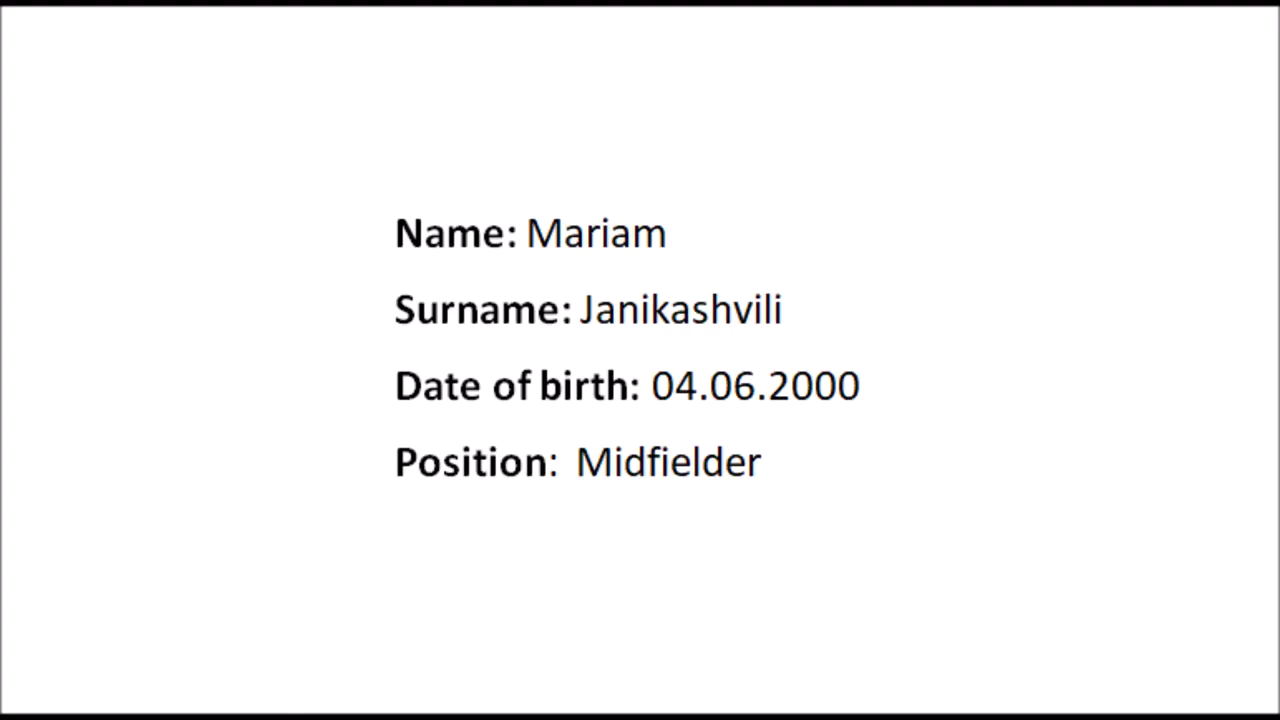 Name: Mariam
Surname: Janikashvili
Date of birth: 04.06.2000
Position: Midfielder